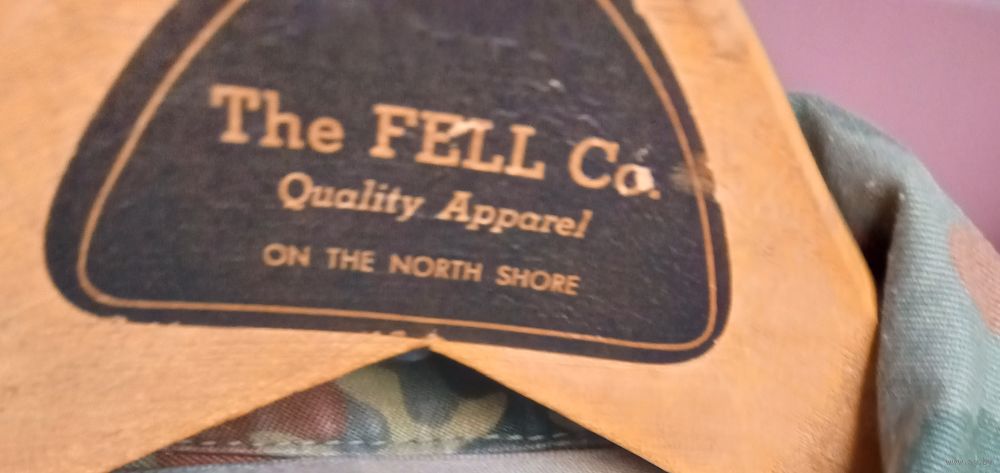 The FELL Co.
Quality Apparel
ON THE NORTH SHORE